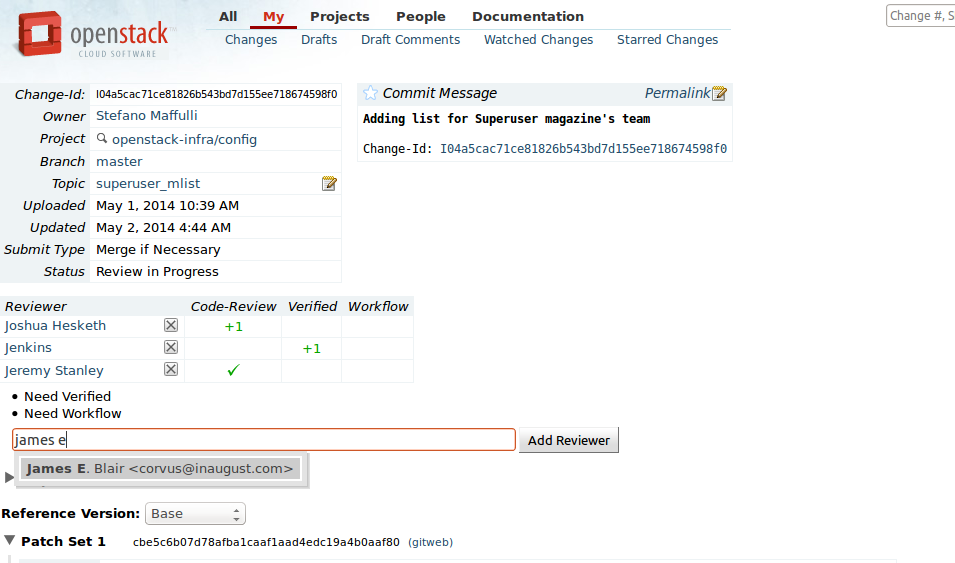 openstack
CLOUD SOFTWARE
All My Projects People Documentation
Changes Drafts Draft Comments Watched Changes Starred Changes
Change #, S
Change-Id: I04a5cac71ce81826b543bd7d155ee718674598f0
Owner Stefano Maffulli
Project openstack-infra/config
Branch master
Topic superuser_mlist
Uploaded May 1, 2014 10:39 AM
Updated May 2, 2014 4:44 AM
Submit Type Merge if Necessary
Status Review in Progress
Commit Message Permalink
Adding list for Superuser magazine's team
Change-Id: I04a5cac71ce81826b543bd7d155ee718674598f0
Reviewer Code-Review Verified Workflow
Joshua Hesketh +1
Jenkins +1
Jeremy Stanley ✓
• Need Verified
• Need Workflow
james e Add Reviewer
James E. Blair <corvus@inaugust.com>
Reference Version: Base
Patch Set 1 cbe5c6b07d78afba1caaf1aad4edc19a4b0aaf80 (gitweb)